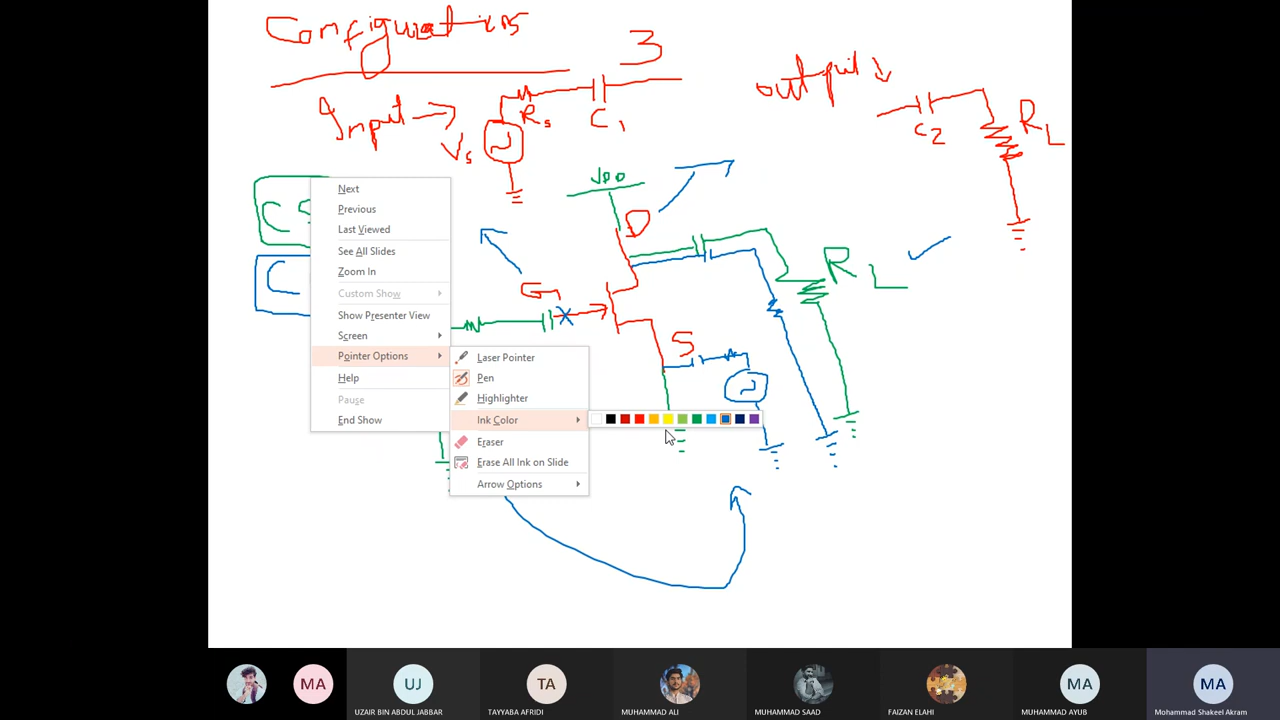 Configurations
3
Input →
Vs
Rs
C1
output ↓
C2
RL
VDD
D
G
S
RL
CS
C
Next
Previous
Last Viewed
See All Slides
Zoom In
Custom Show
Show Presenter View
Screen
Pointer Options
Help
Pause
End Show
Laser Pointer
Pen
Highlighter
Ink Color
Eraser
Erase All Ink on Slide
Arrow Options
MA
UJ
UZAIR BIN ABDUL JABBAR
TA
TAYYABA AFRIDI
MUHAMMAD ALI
MUHAMMAD SAAD
FAIZAN ELAHI
MA
MUHAMMAD AYUB
MA
Mohammad Shakeel Akram